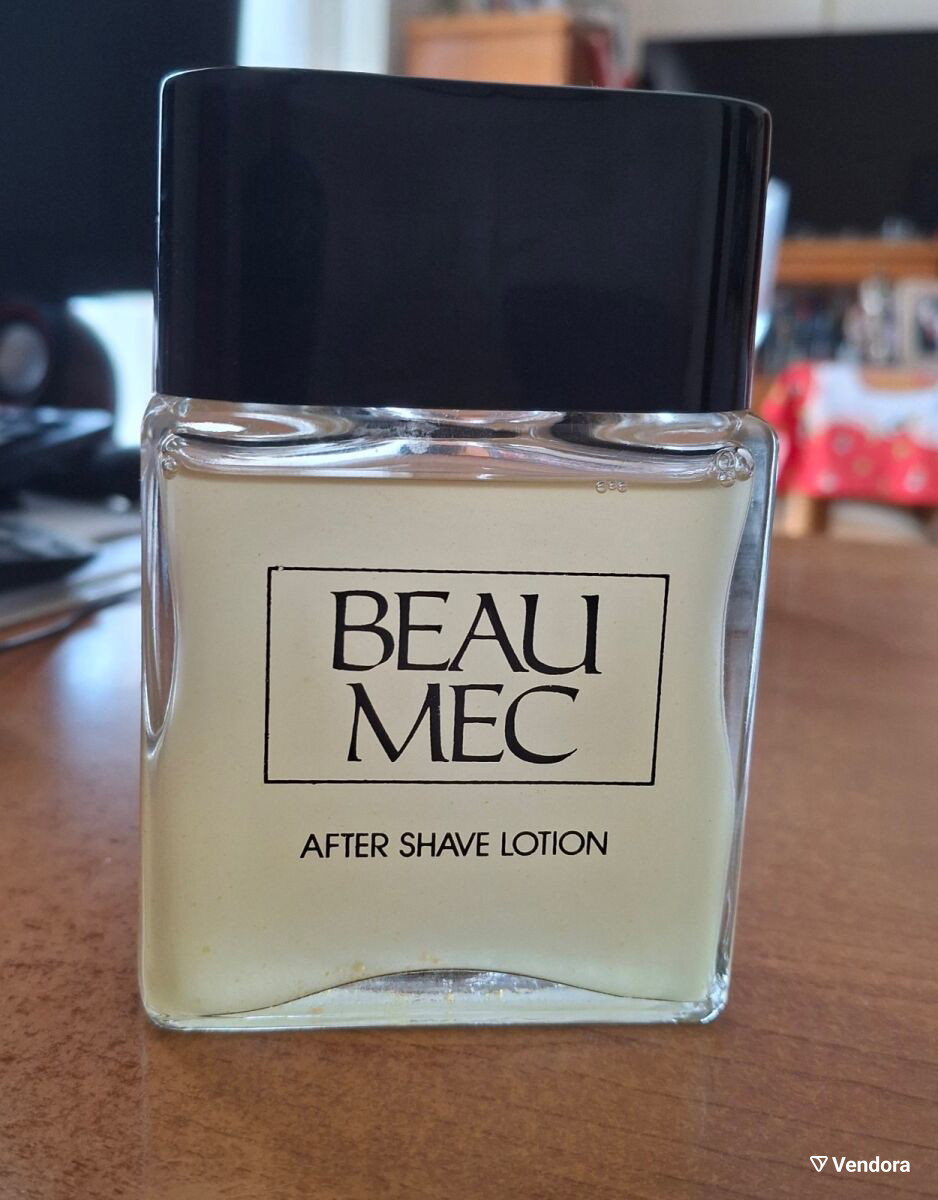 BEAU
MEC
AFTER SHAVE LOTION
Vendora